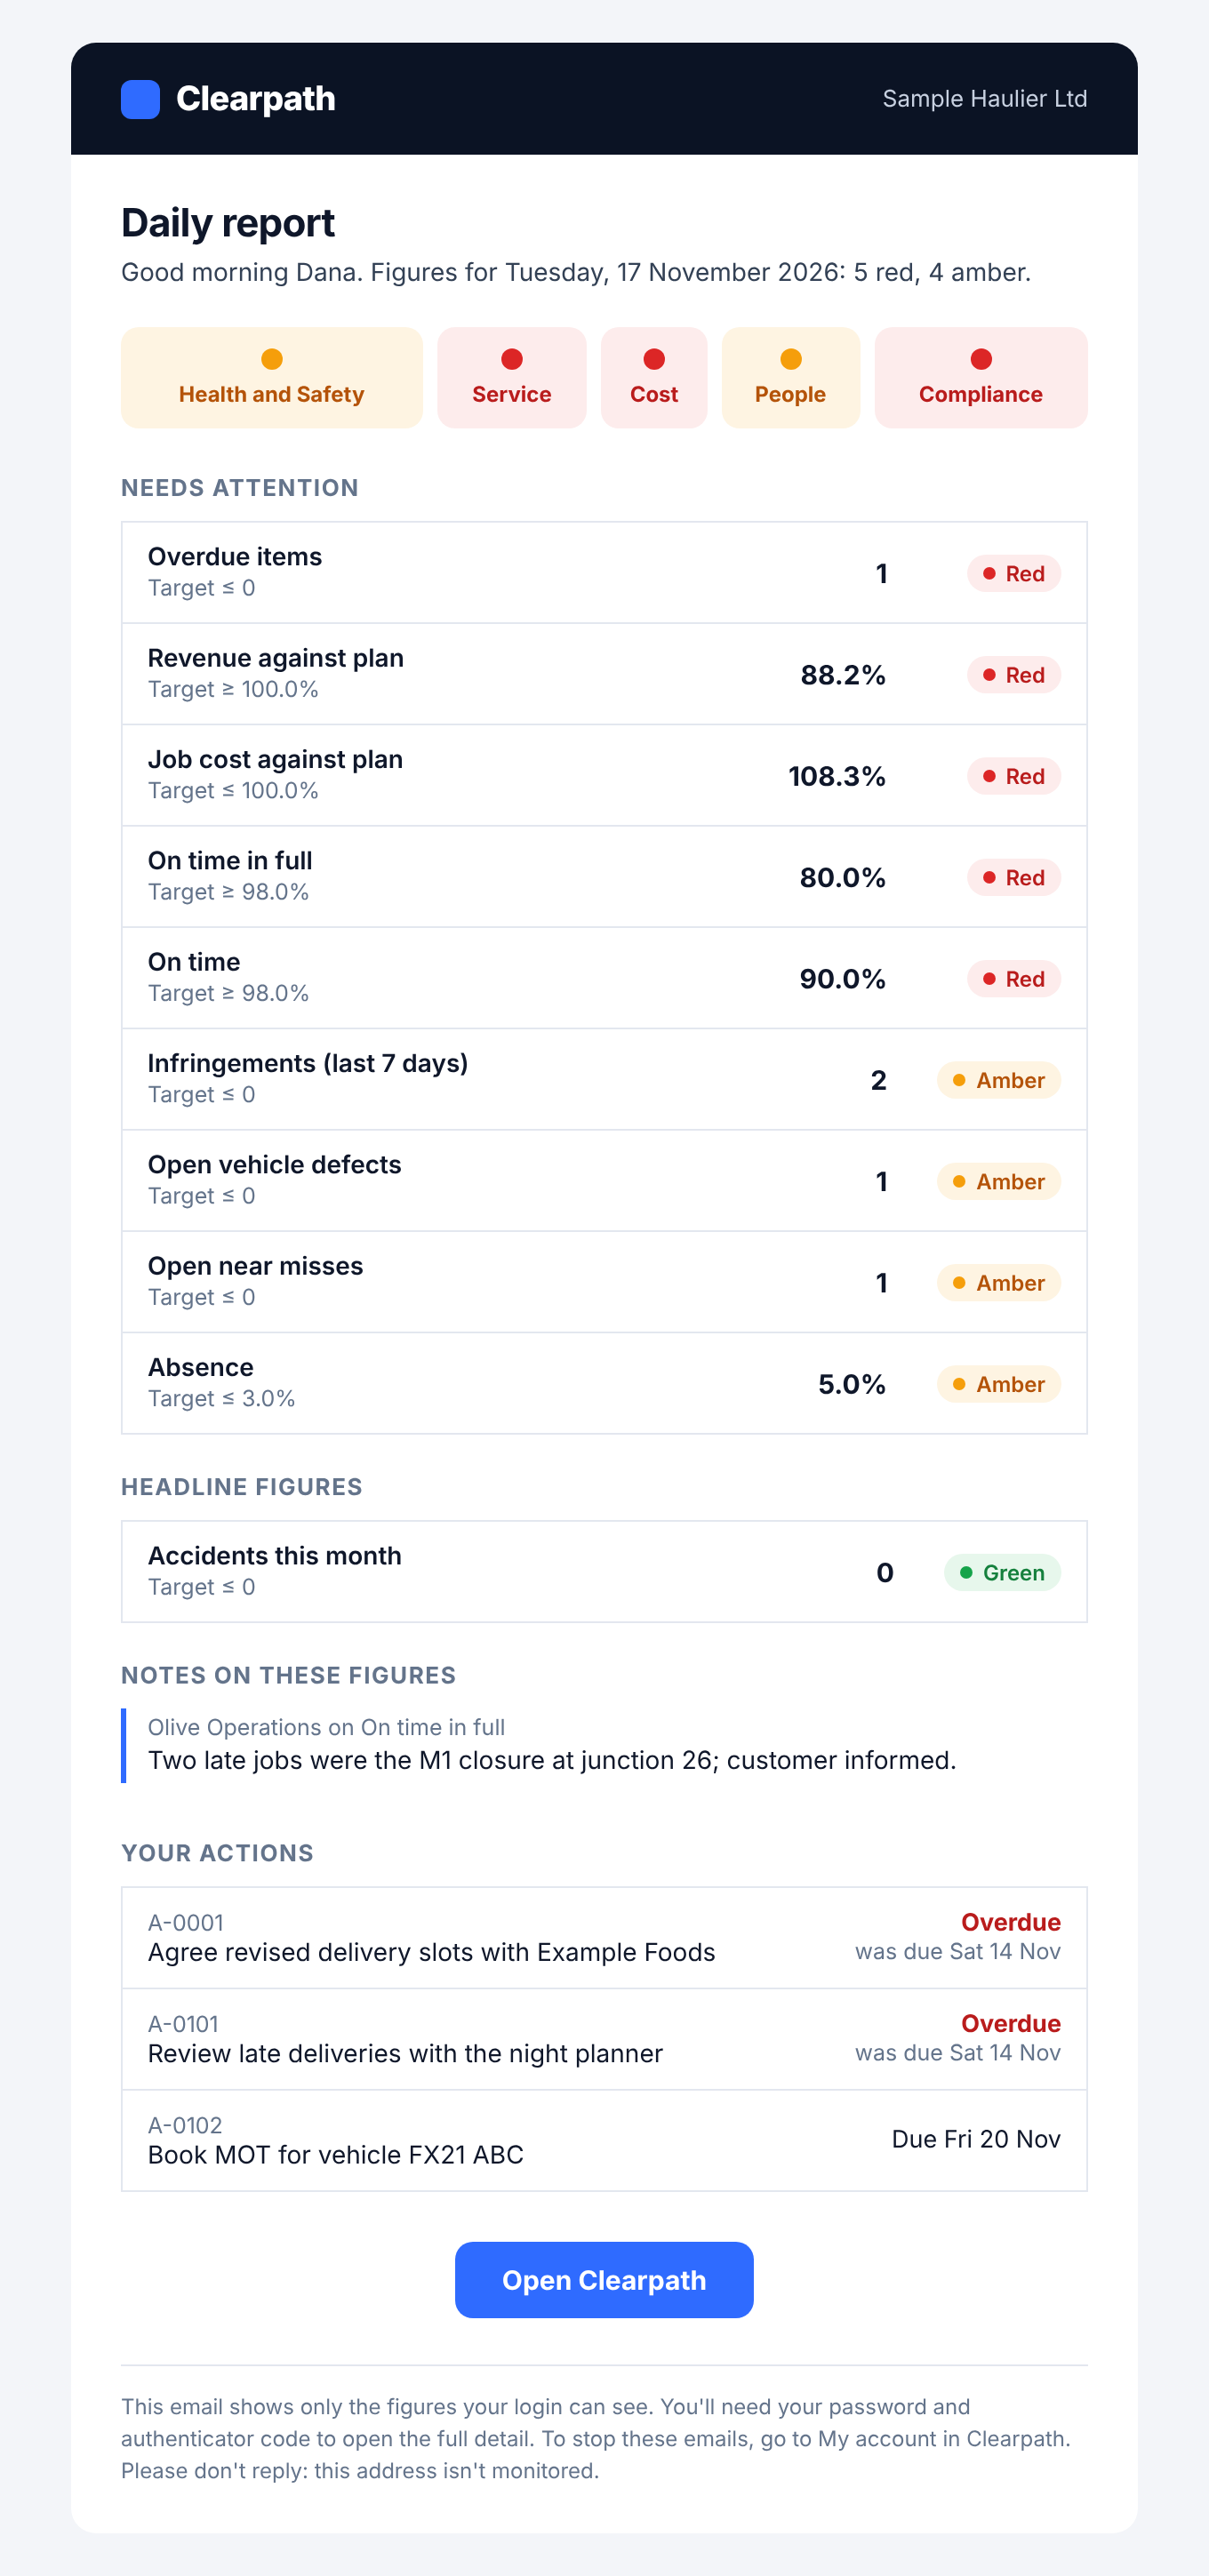 Clearpath
Sample Haulier Ltd
Daily report
Good morning Dana. Figures for Tuesday, 17 November 2026: 5 red, 4 amber.
Health and Safety
Service
Cost
People
Compliance
NEEDS ATTENTION
Overdue items
Target ≤ 0
1
Red
Revenue against plan
Target ≥ 100.0%
88.2%
Red
Job cost against plan
Target ≤ 100.0%
108.3%
Red
On time in full
Target ≥ 98.0%
80.0%
Red
On time
Target ≥ 98.0%
90.0%
Red
Infringements (last 7 days)
Target ≤ 0
2
Amber
Open vehicle defects
Target ≤ 0
1
Amber
Open near misses
Target ≤ 0
1
Amber
Absence
Target ≤ 3.0%
5.0%
Amber
HEADLINE FIGURES
Accidents this month
Target ≤ 0
0
Green
NOTES ON THESE FIGURES
Olive Operations on On time in full
Two late jobs were the M1 closure at junction 26; customer informed.
YOUR ACTIONS
A-0001
Agree revised delivery slots with Example Foods
Overdue
was due Sat 14 Nov
A-0101
Review late deliveries with the night planner
Overdue
was due Sat 14 Nov
A-0102
Book MOT for vehicle FX21 ABC
Due Fri 20 Nov
Open Clearpath
This email shows only the figures your login can see. You'll need your password and
authenticator code to open the full detail. To stop these emails, go to My account in Clearpath.
Please don't reply: this address isn't monitored.